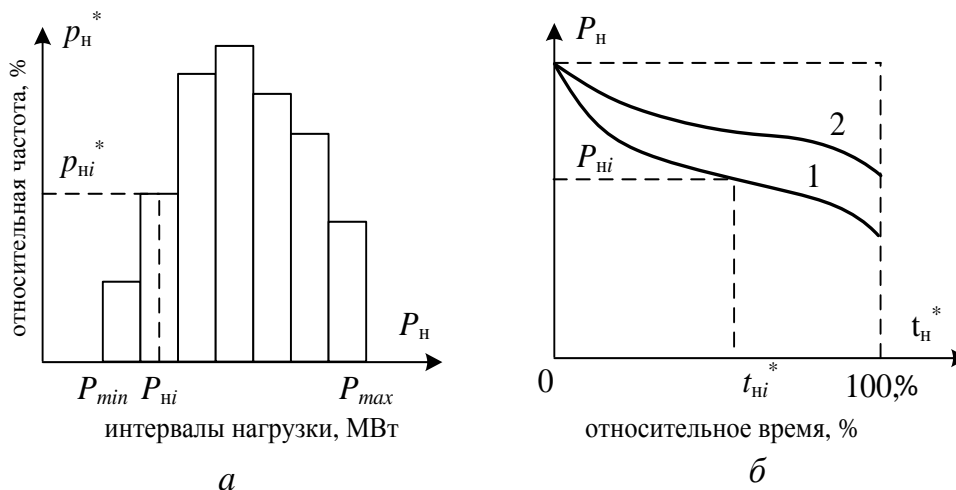 p_н^*
относительная частота, %
p_нi^*
P_н
P_min P_нi P_max
интервалы нагрузки, МВт
а
P_н
2
P_нi
1
t_н^*
0 t_нi^* 100,%
относительное время, %
б